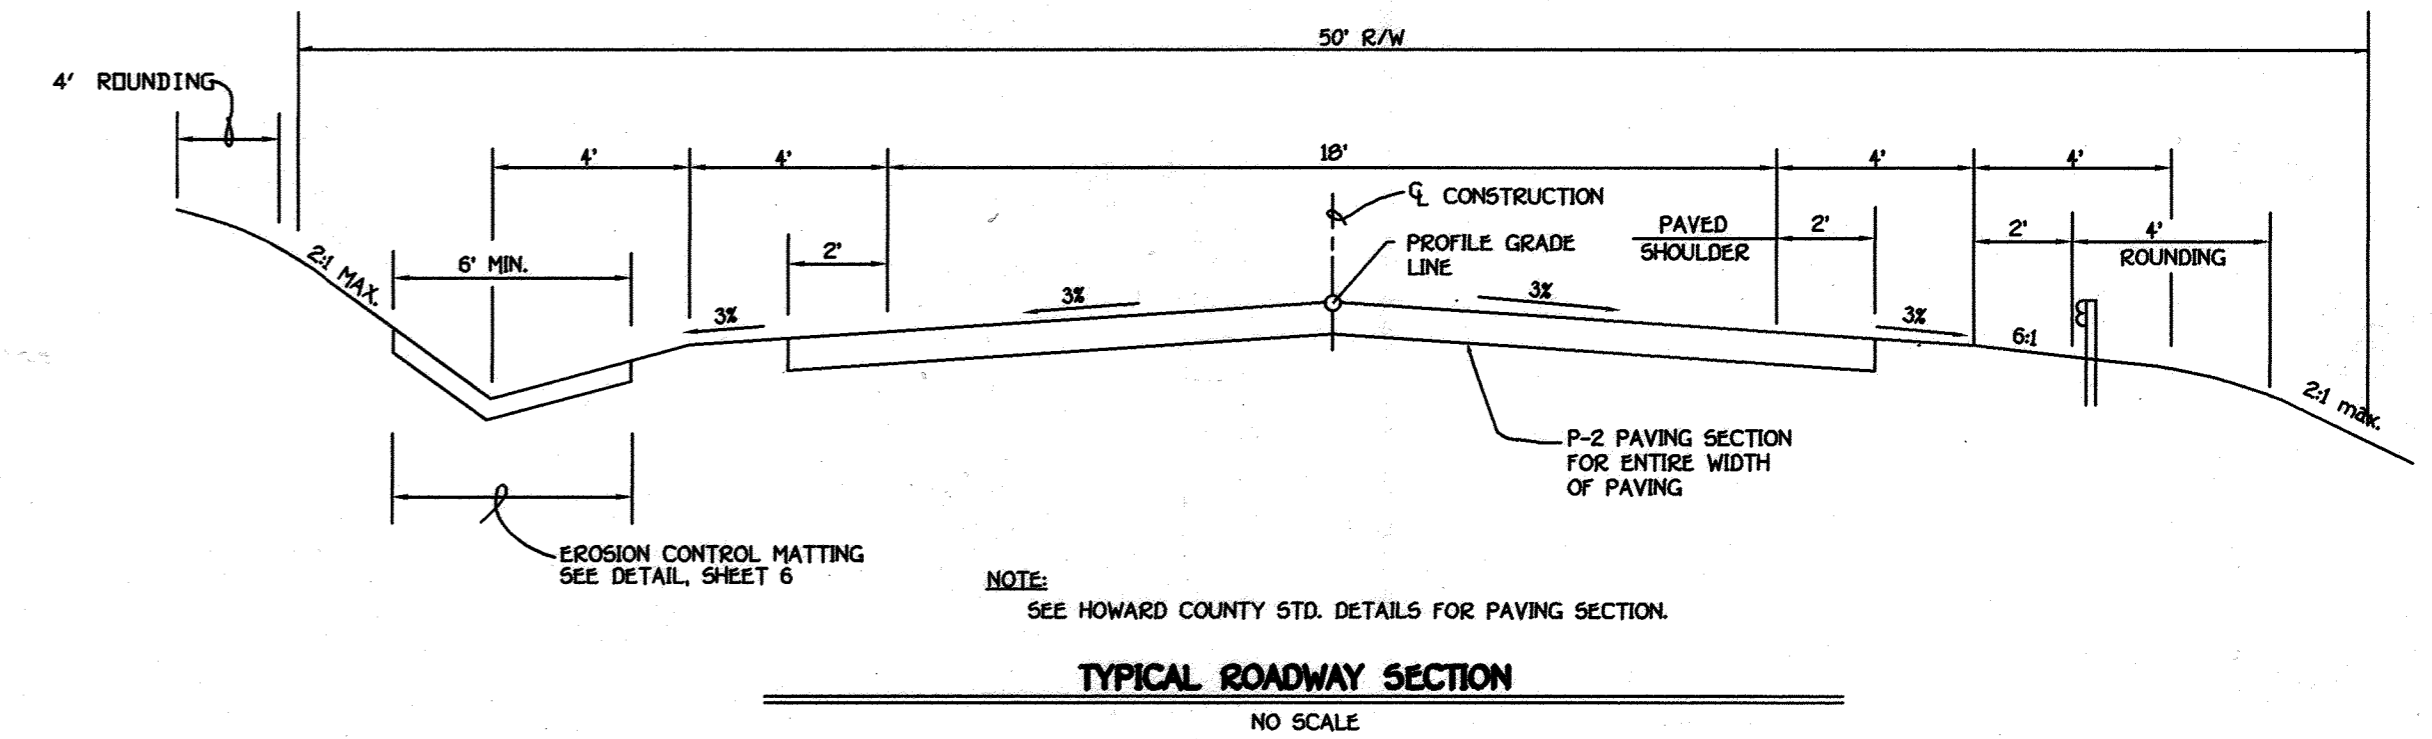 50' R/W
4' ROUNDING
4'
4'
18'
4'
4'
℄ CONSTRUCTION
PAVED
SHOULDER
2'
2'
4'
ROUNDING
PROFILE GRADE
LINE
2'
6' MIN.
2:1 MAX.
3%
3%
3%
3%
6:1
2:1 max.
P-2 PAVING SECTION
FOR ENTIRE WIDTH
OF PAVING
EROSION CONTROL MATTING
SEE DETAIL, SHEET 6
NOTE:
SEE HOWARD COUNTY STD. DETAILS FOR PAVING SECTION.
TYPICAL ROADWAY SECTION
NO SCALE